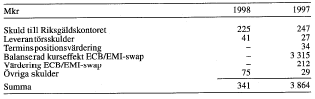 Mkr 1998 1997
Skuld till Riksgäldskontoret 225 247
Leverantörsskulder 41 27
Terminspositionsvärdering – 34
Balanserad kurseffekt ECB/EMI-swap – 3 315
Värdering ECB/EMI-swap – 212
Övriga skulder 75 29
Summa 341 3 864